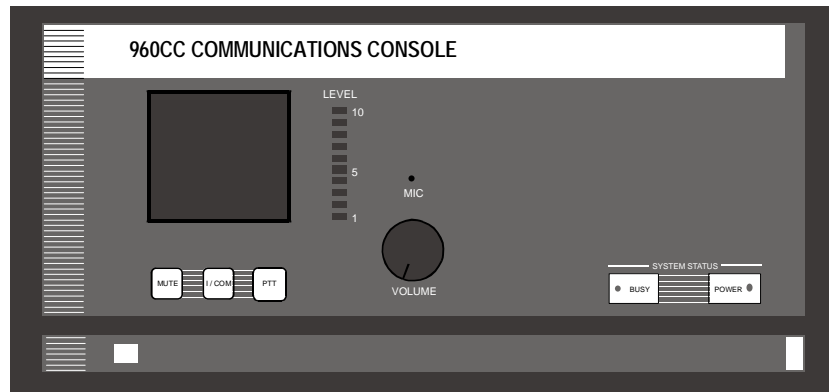 960CC COMMUNICATIONS CONSOLE
LEVEL
10
5
1
MIC
VOLUME
MUTE I / COM PTT
SYSTEM STATUS
BUSY POWER